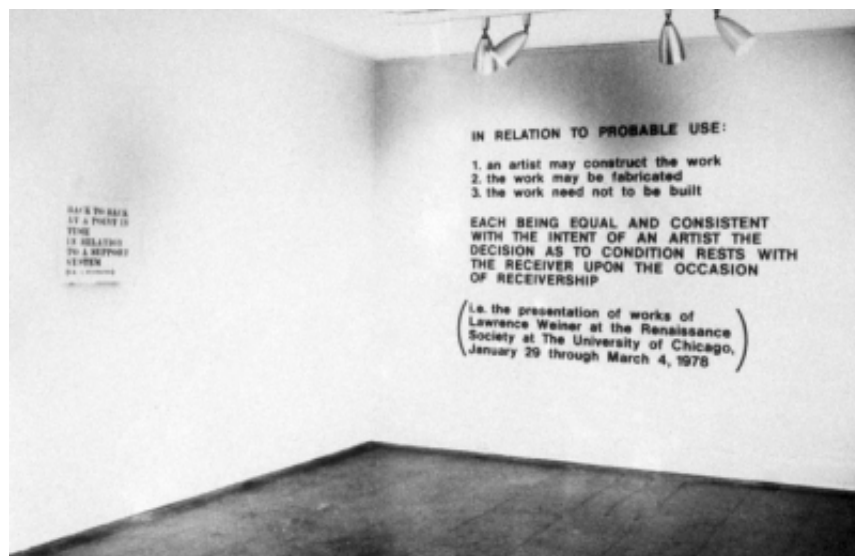 BACK TO BACK
AT A POINT IN
TIME
IN RELATION
TO A SUPPORT
SYSTEM
IN RELATION TO PROBABLE USE:
1. an artist may construct the work
2. the work may be fabricated
3. the work need not to be built
EACH BEING EQUAL AND CONSISTENT
WITH THE INTENT OF AN ARTIST THE
DECISION AS TO CONDITION RESTS WITH
THE RECEIVER UPON THE OCCASION
OF RECEIVERSHIP
(i.e. the presentation of works of
Lawrence Weiner at the Renaissance
Society at The University of Chicago,
January 29 through March 4, 1978)